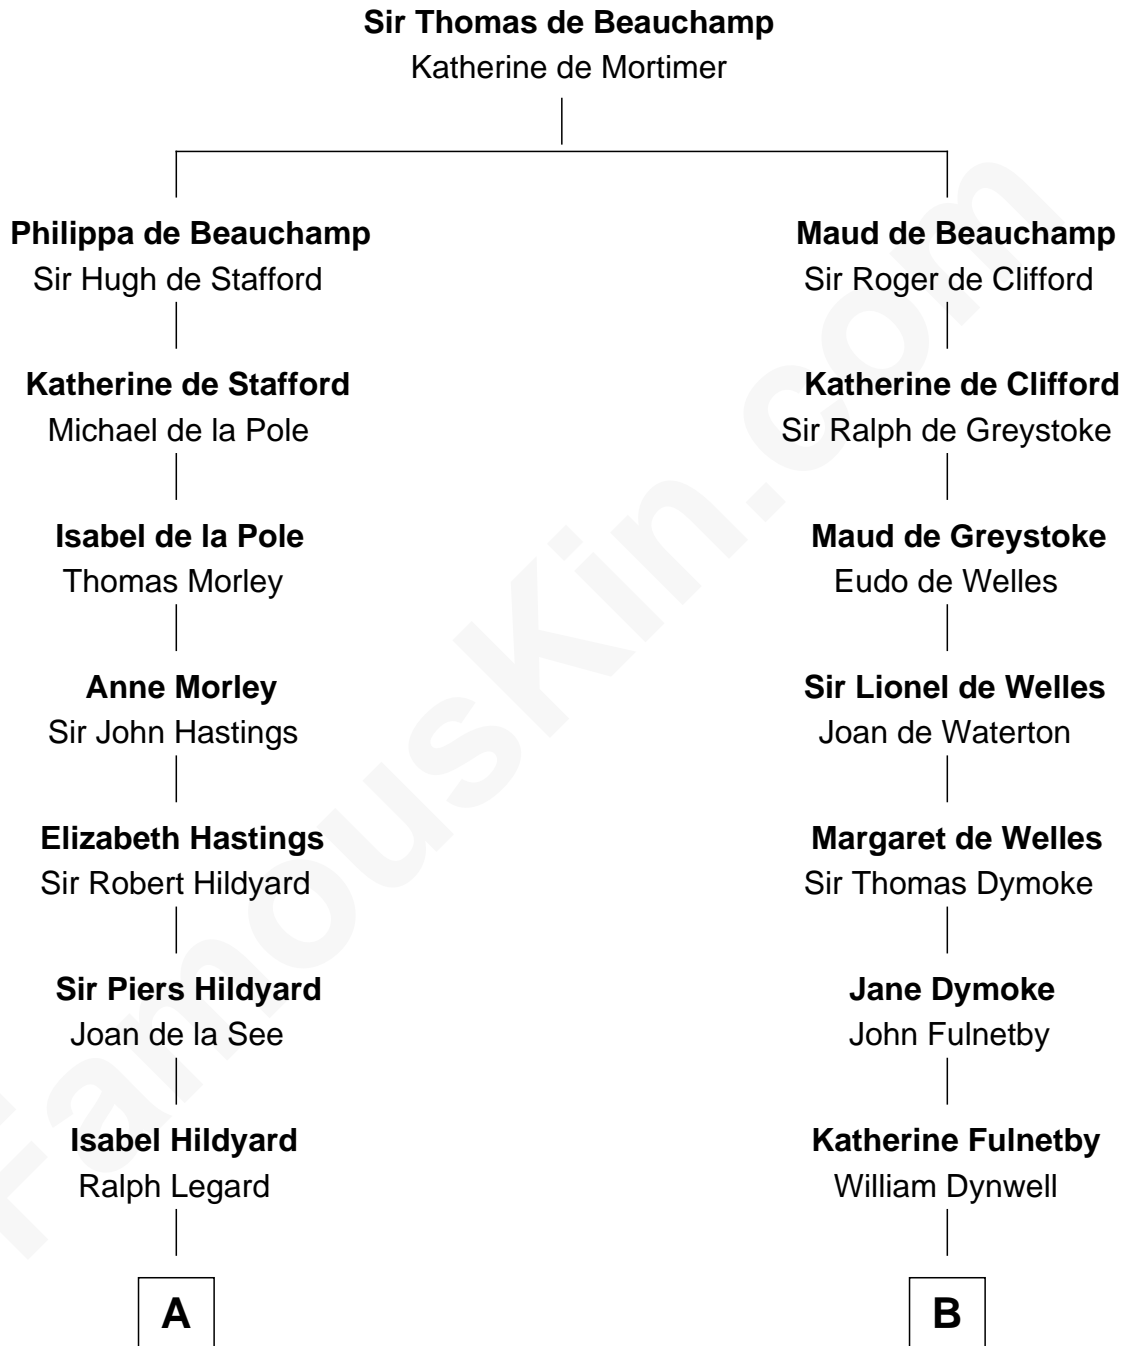 Sir Thomas de Beauchamp
Katherine de Mortimer
Philippa de Beauchamp
Sir Hugh de Stafford
Maud de Beauchamp
Sir Roger de Clifford
Katherine de Stafford
Michael de la Pole
Katherine de Clifford
Sir Ralph de Greystoke
Isabel de la Pole
Thomas Morley
Maud de Greystoke
Eudo de Welles
Anne Morley
Sir John Hastings
Sir Lionel de Welles
Joan de Waterton
Elizabeth Hastings
Sir Robert Hildyard
Margaret de Welles
Sir Thomas Dymoke
Sir Piers Hildyard
Joan de la See
Jane Dymoke
John Fulnetby
Isabel Hildyard
Ralph Legard
Katherine Fulnetby
William Dynwell
A
B
FamousKin.com